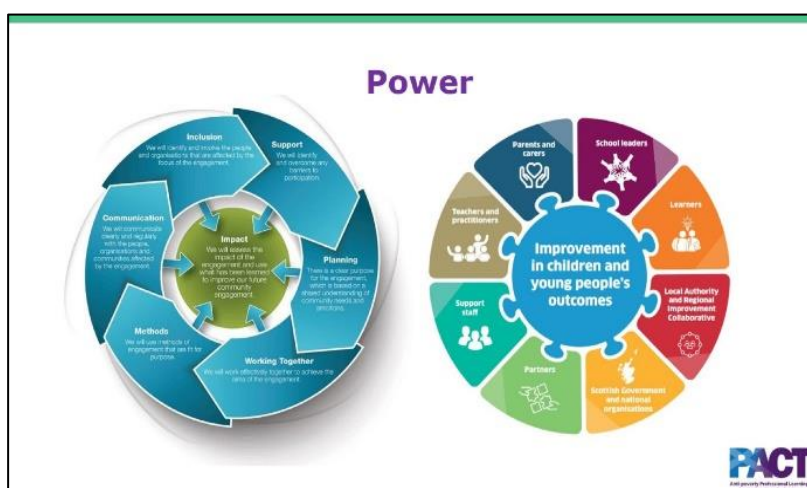 Power
Inclusion
We will identify and involve the people
and organisations that are affected by the
focus of the engagement.
Support
We will identify
and overcome any
barriers to
participation.
Planning
There is a clear purpose
for the engagement,
which is based on a
shared understanding of
community needs and
ambitions.
Working Together
We will work effectively together to achieve the
aims of the engagement.
Methods
We will use methods of
engagement that are fit for
purpose.
Communication
We will communicate
clearly and regularly
with the people,
organisations and
communities affected
by the engagement.
Impact
We will assess the
impact of the
engagement and use
what has been learned
to improve our future
community
engagement.
Parents and
carers
School leaders
Learners
Local Authority
and Regional
Improvement
Collaborative
Scottish Government
and national
organisations
Partners
Support
staff
Teachers and
practitioners
Improvement
in children and
young people's
outcomes
PACT
Anti-poverty Professional Learning